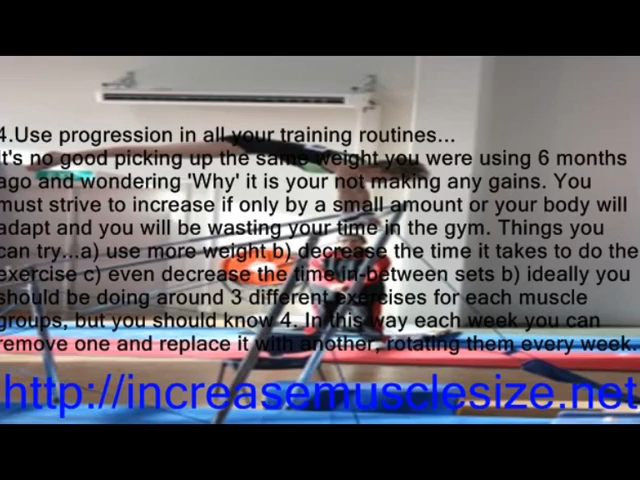 4.Use progression in all your training routines...
It's no good picking up the same weight you were using 6 months
ago and wondering 'Why' it is your not making any gains. You
must strive to increase if only by a small amount or your body will
adapt and you will be wasting your time in the gym. Things you
can try...a) use more weight b) decrease the time it takes to do the
exercise c) even decrease the time in-between sets b) ideally you
should be doing around 3 different exercises for each muscle
groups, but you should know 4. In this way each week you can
remove one and replace it with another, rotating them every week.
http://increasemusclesize.net